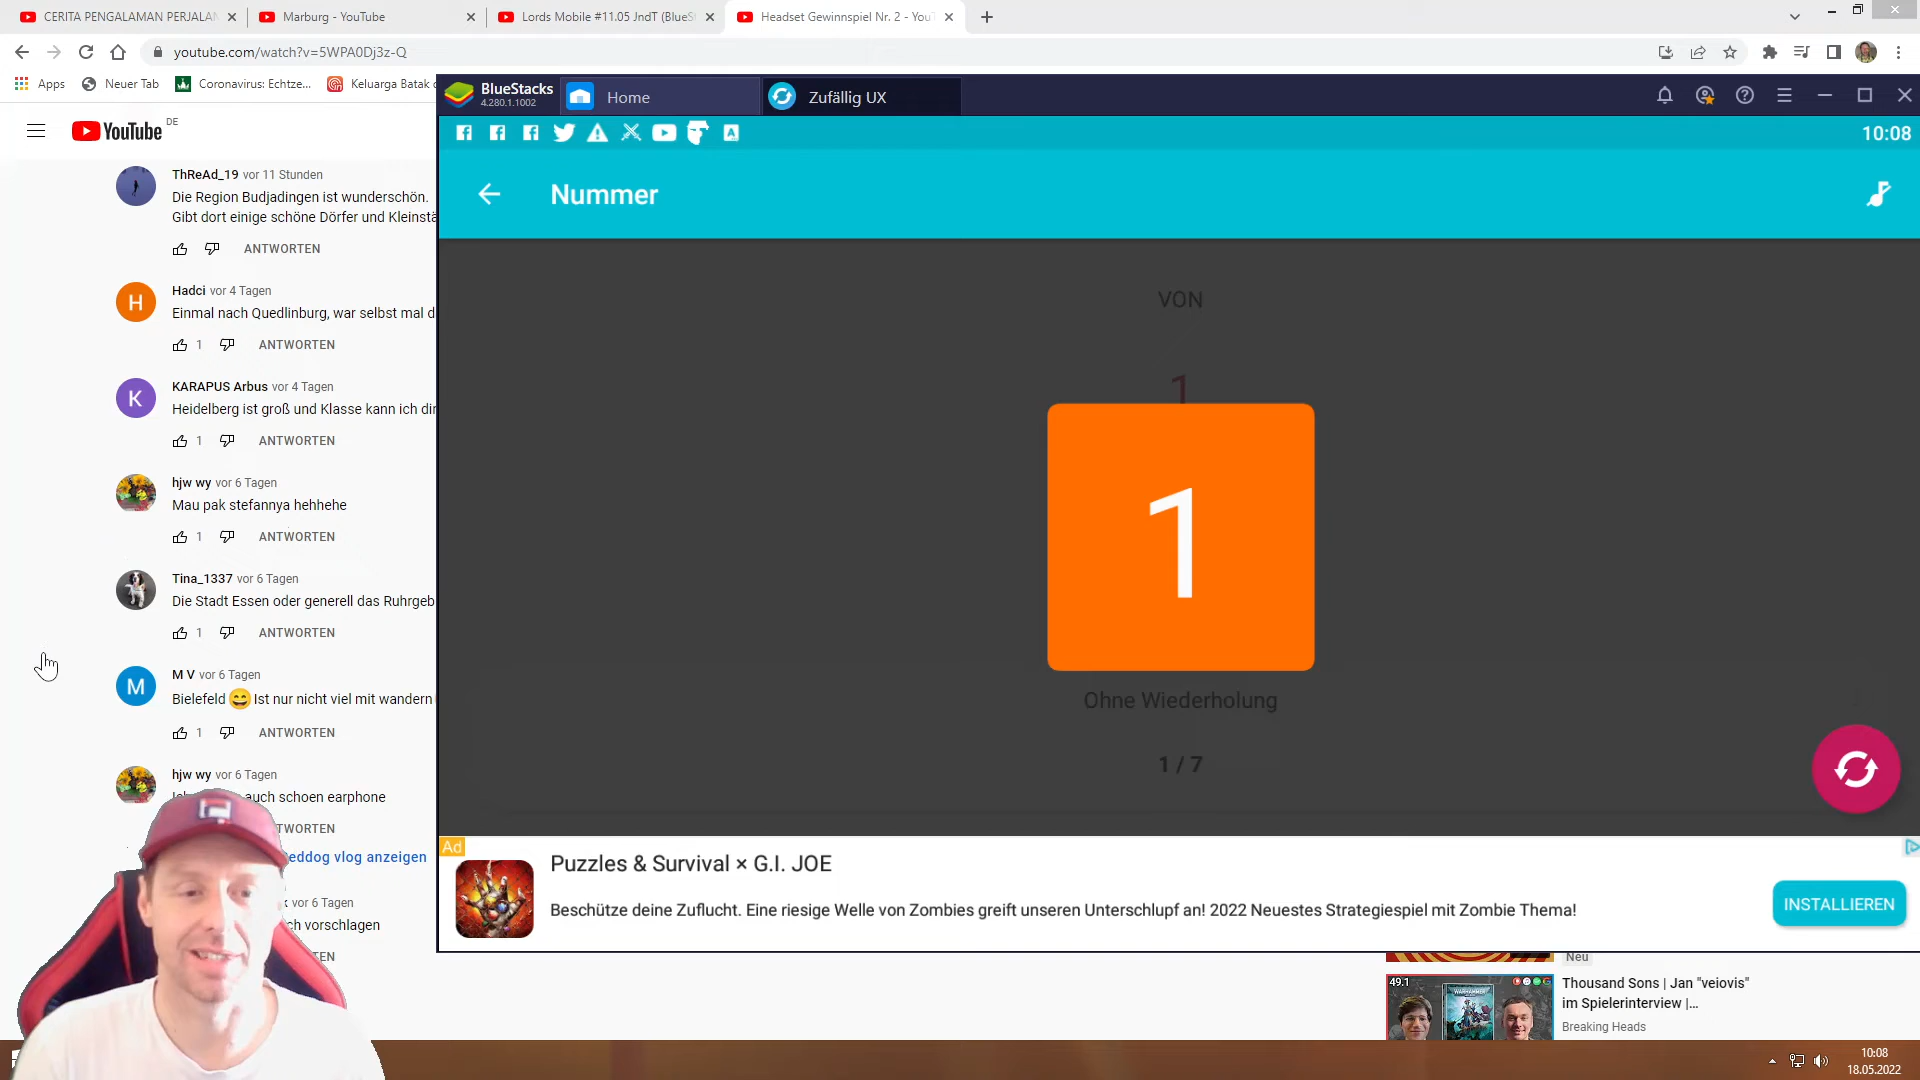 CERITA PENGALAMAN PERJALAN
Marburg - YouTube
Lords Mobile #11.05 JndT (BlueS
Headset Gewinnspiel Nr. 2 - YouT
youtube.com/watch?v=5WPA0Dj3z-Q
Apps
Neuer Tab
Coronavirus: Echtze...
Keluarga Batak
BlueStacks
4.280.1.1002
Home
Zufällig UX
YouTube
DE
10:08
Nummer
VON
1
1
Ohne Wiederholung
1 / 7
ThReAd_19 vor 11 Stunden
Die Region Budjadingen ist wunderschön.
Gibt dort einige schöne Dörfer und Kleinstä
ANTWORTEN
H
Hadci vor 4 Tagen
Einmal nach Quedlinburg, war selbst mal d
1 ANTWORTEN
K
KARAPUS Arbus vor 4 Tagen
Heidelberg ist groß und Klasse kann ich dir
1 ANTWORTEN
hjw wy vor 6 Tagen
Mau pak stefannya hehhehe
1 ANTWORTEN
Tina_1337 vor 6 Tagen
Die Stadt Essen oder generell das Ruhrgeb
1 ANTWORTEN
M
M V vor 6 Tagen
Bielefeld 😄 Ist nur nicht viel mit wandern
1 ANTWORTEN
hjw wy vor 6 Tagen
auch schoen earphone
WORTEN
eddog vlog anzeigen
vor 6 Tagen
ch vorschlagen
TEN
Ad
Puzzles & Survival × G.I. JOE
Beschütze deine Zuflucht. Eine riesige Welle von Zombies greift unseren Unterschlupf an! 2022 Neuestes Strategiespiel mit Zombie Thema!
INSTALLIEREN
Neu
49.1
Thousand Sons | Jan "veiovis"
im Spielerinterview |...
Breaking Heads
10:08
18.05.2022